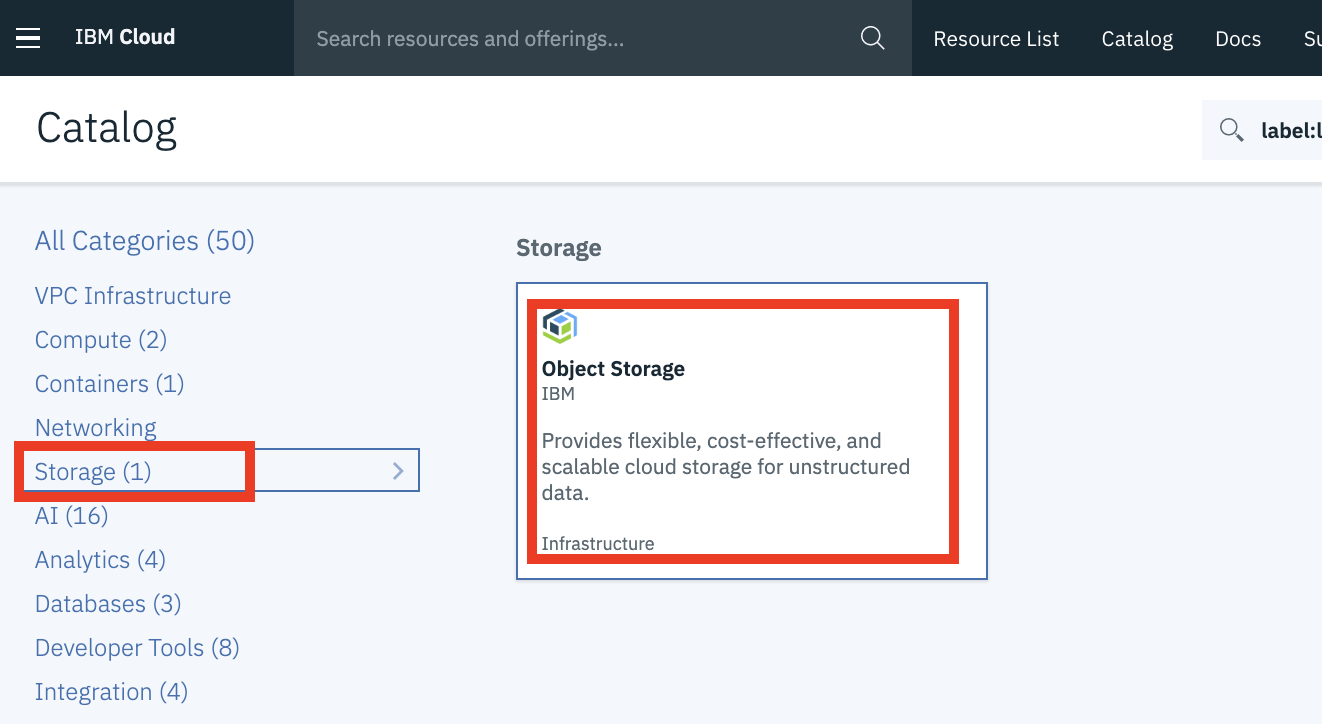 IBM Cloud
Search resources and offerings...
Resource List
Catalog
Docs
Catalog
All Categories (50)
VPC Infrastructure
Compute (2)
Containers (1)
Networking
Storage (1)
AI (16)
Analytics (4)
Databases (3)
Developer Tools (8)
Integration (4)
Storage
Object Storage
IBM
Provides flexible, cost-effective, and
scalable cloud storage for unstructured
data.
Infrastructure